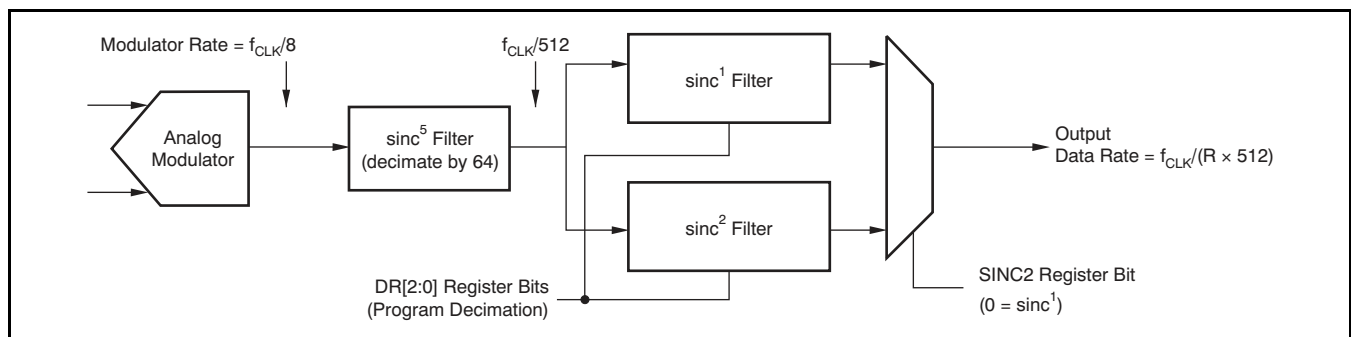 Modulator Rate = f_CLK/8
f_CLK/512
sinc^1 Filter
Analog
Modulator
sinc^5 Filter
(decimate by 64)
Output
Data Rate = f_CLK/(R × 512)
sinc^2 Filter
DR[2:0] Register Bits
(Program Decimation)
SINC2 Register Bit
(0 = sinc^1)